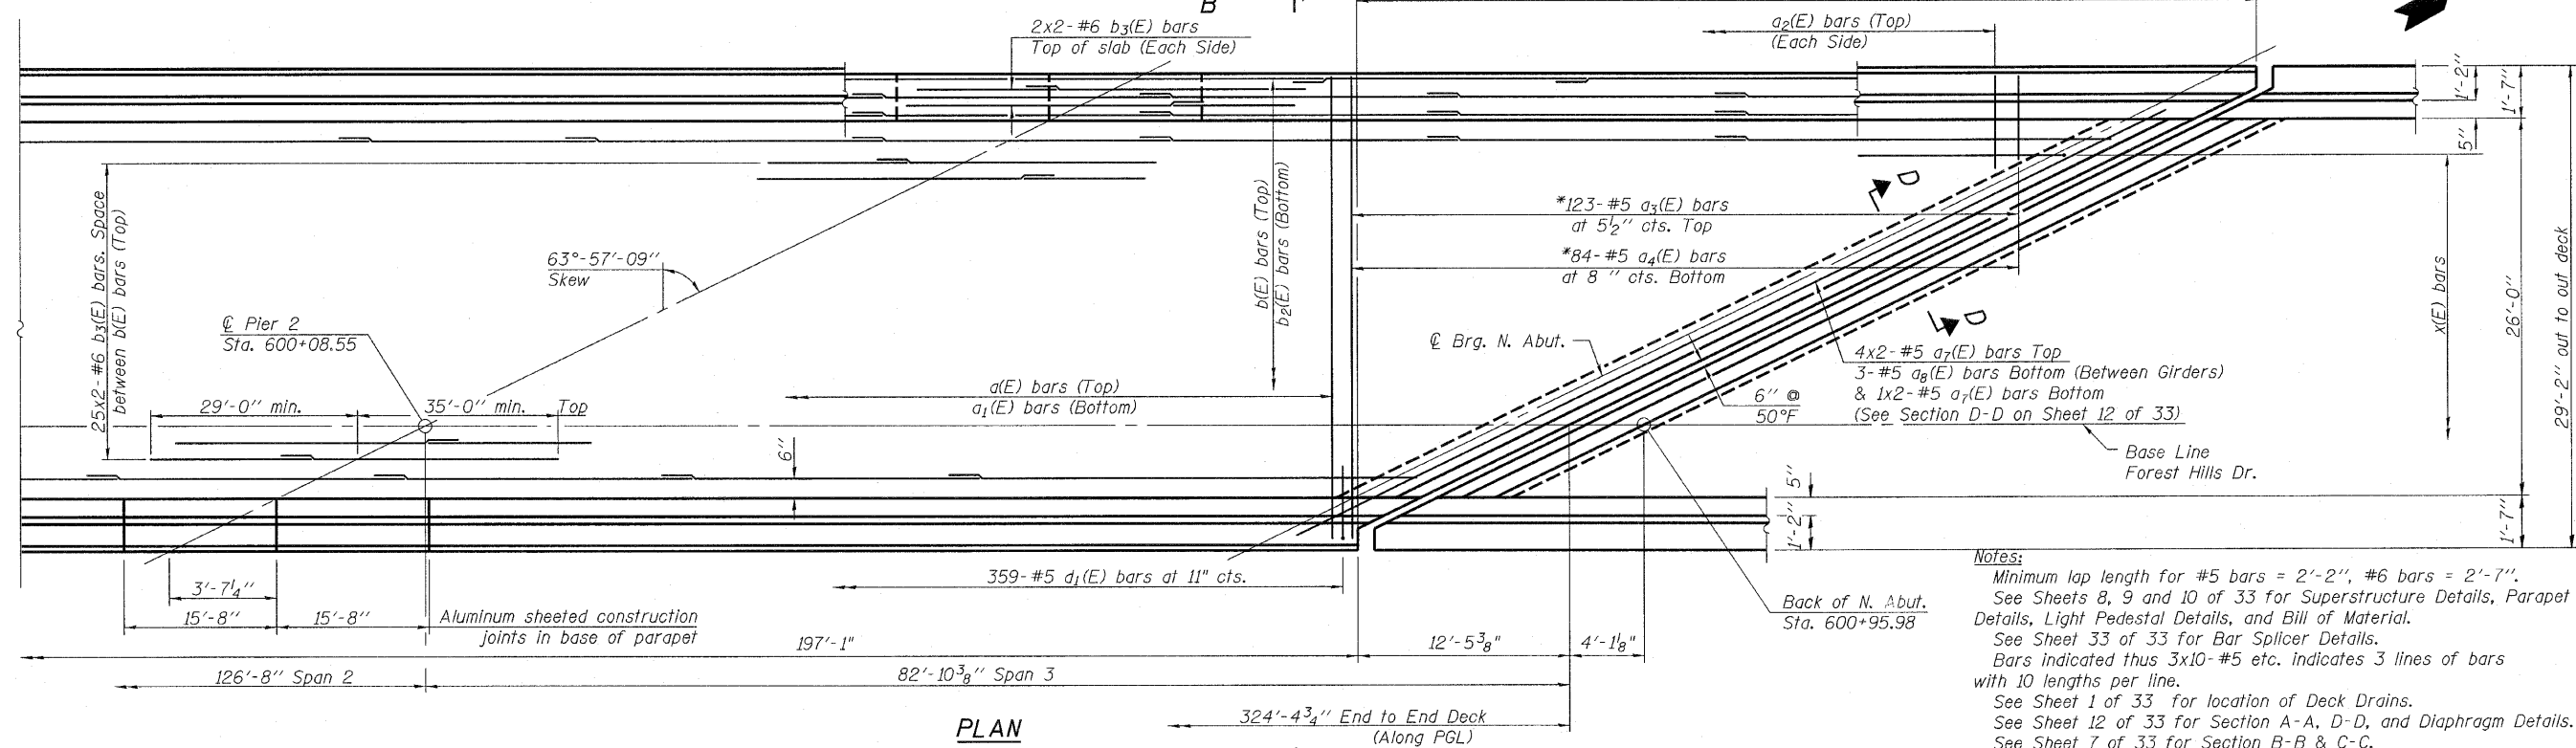 B
2x2-#6 b3(E) bars
Top of slab (Each Side)
a2(E) bars (Top)
(Each Side)
1'-2"
1'-7"
5"
25x2-#6 b3(E) bars. Space
between b(E) bars (Top)
63°-57'-09"
Skew
℄ Pier 2
Sta. 600+08.55
b(E) bars (Top)
b2(E) bars (Bottom)
*123-#5 a3(E) bars
at 5½" cts. Top
*84-#5 a4(E) bars
at 8 " cts. Bottom
D
D
x(E) bars
26'-0"
29'-2" out to out deck
℄ Brg. N. Abut.
4x2-#5 a7(E) bars Top
3-#5 a8(E) bars Bottom (Between Girders)
& 1x2-#5 a7(E) bars Bottom
(See Section D-D on Sheet 12 of 33)
6" @
50°F
a(E) bars (Top)
a1(E) bars (Bottom)
29'-0" min.
35'-0" min.
Top
6"
Base Line
Forest Hills Dr.
5"
1'-2"
1'-7"
359-#5 d1(E) bars at 11" cts.
3'-7¼"
15'-8"
15'-8"
Aluminum sheeted construction
joints in base of parapet
Back of N. Abut.
Sta. 600+95.98
197'-1"
12'-5⅜"
4'-1⅛"
126'-8" Span 2
82'-10⅜" Span 3
324'-4¾" End to End Deck
(Along PGL)
PLAN
Notes:
Minimum lap length for #5 bars = 2'-2", #6 bars = 2'-7".
See Sheets 8, 9 and 10 of 33 for Superstructure Details, Parapet
Details, Light Pedestal Details, and Bill of Material.
See Sheet 33 of 33 for Bar Splicer Details.
Bars indicated thus 3x10-#5 etc. indicates 3 lines of bars
with 10 lengths per line.
See Sheet 1 of 33 for location of Deck Drains.
See Sheet 12 of 33 for Section A-A, D-D, and Diaphragm Details.
See Sheet 7 of 33 for Section B-B & C-C.